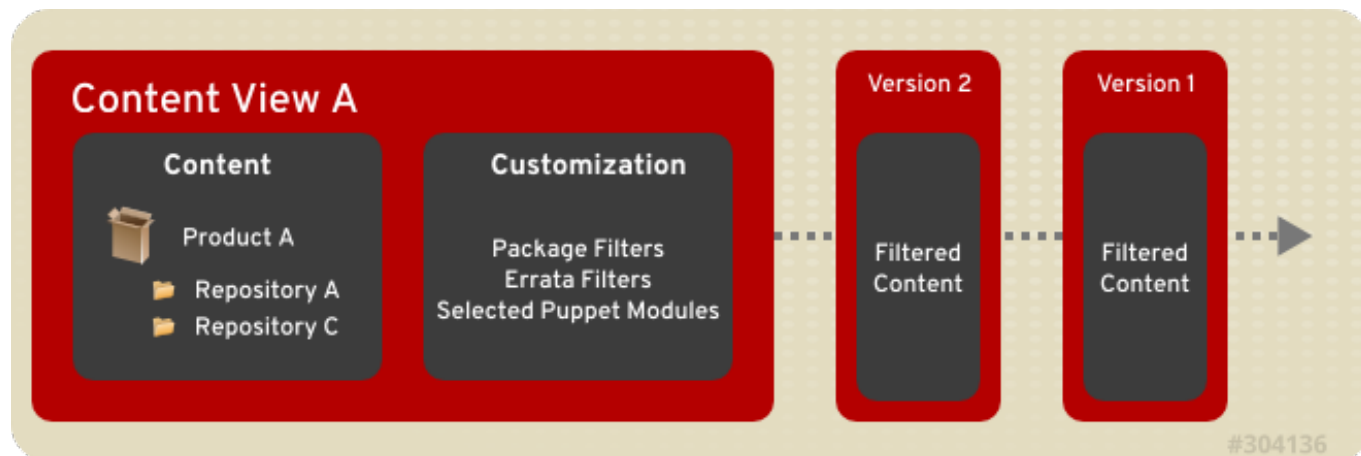 Content View A
Content
Product A
Repository A
Repository C
Customization
Package Filters
Errata Filters
Selected Puppet Modules
Version 2
Filtered
Content
Version 1
Filtered
Content
#304136